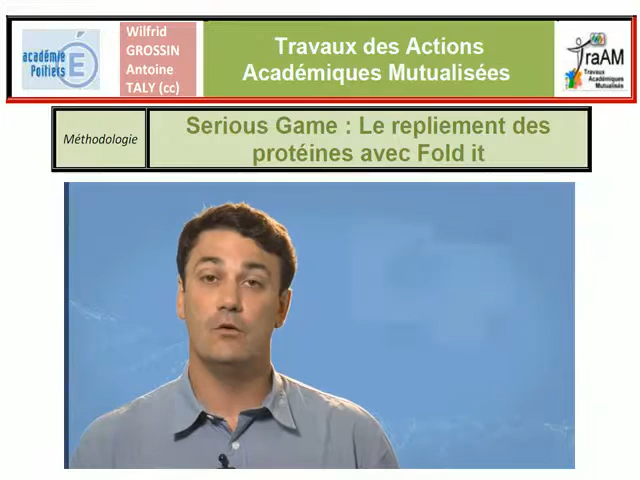 académie
Poitiers
Wilfrid
GROSSIN
Antoine
TALY (cc)
Travaux des Actions
Académiques Mutualisées
TraAM
Travaux
Académiques
Mutualisés
Méthodologie
Serious Game : Le repliement des
protéines avec Fold it